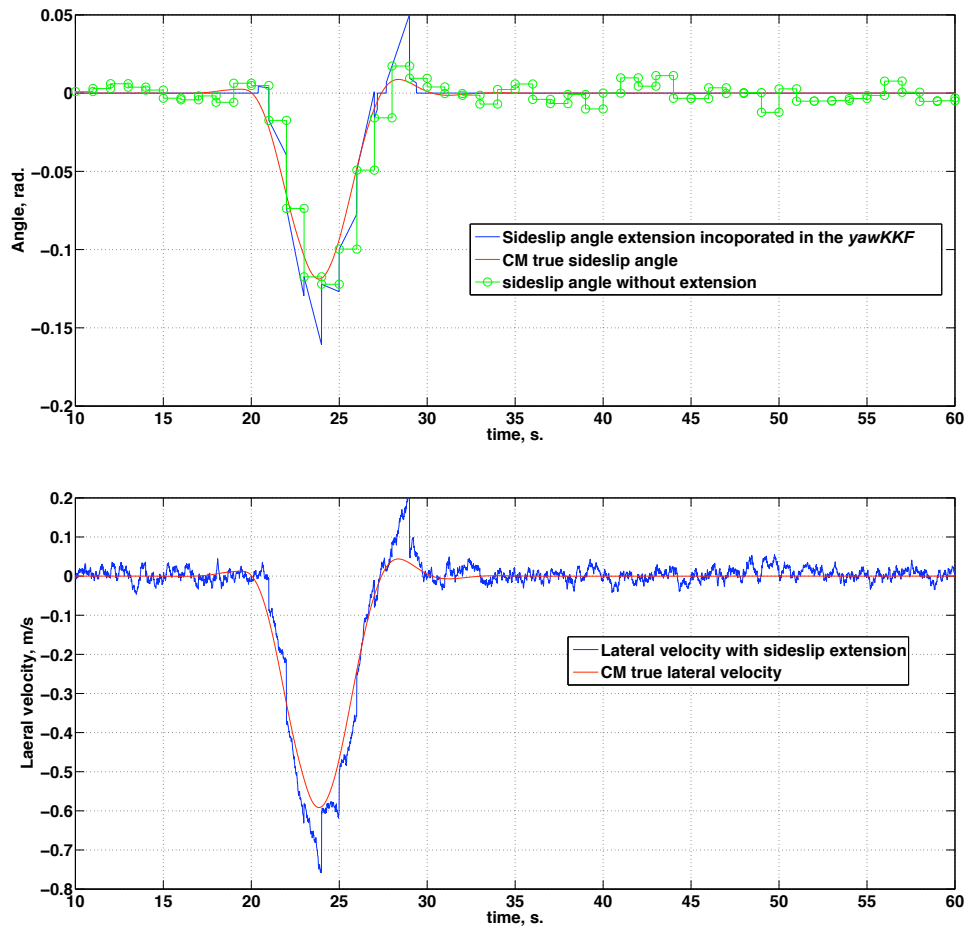 0.05
0
−0.05
−0.1
−0.15
−0.2
Angle, rad.
Sideslip angle extension incoporated in the yawKKF
CM true sideslip angle
sideslip angle without extension
10 15 20 25 30 35 40 45 50 55 60
time, s.
0.2
0.1
0
−0.1
−0.2
−0.3
−0.4
−0.5
−0.6
−0.7
−0.8
Laeral velocity, m/s
Lateral velocity with sideslip extension
CM true lateral velocity
10 15 20 25 30 35 40 45 50 55 60
time, s.